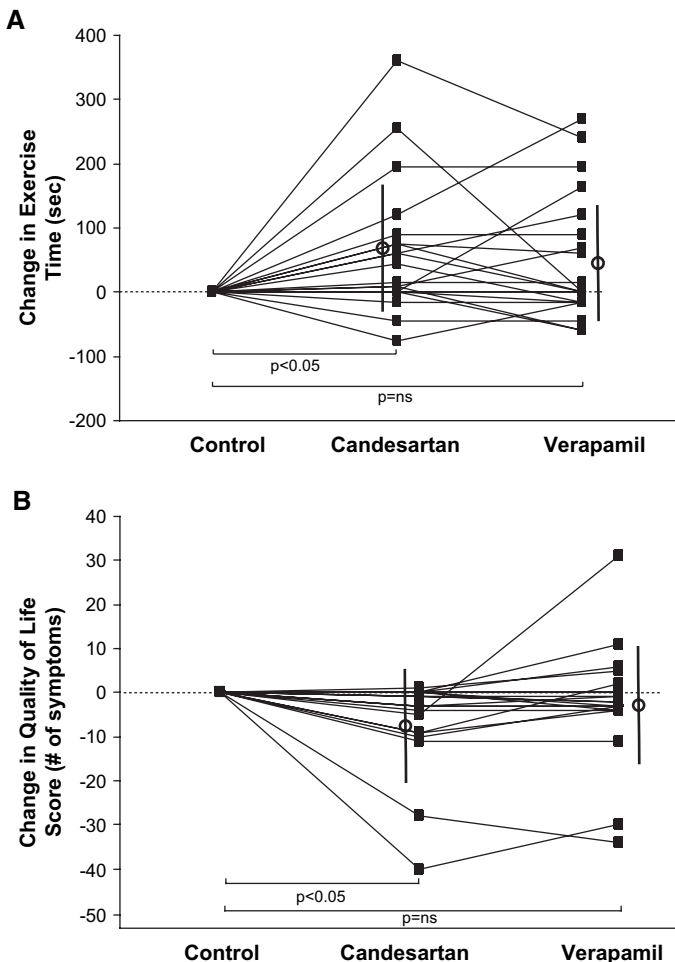 A
400
300
200
100
0
-100
-200
Change in Exercise
Time (sec)
p<0.05
p=ns
Control Candesartan Verapamil
B
40
30
20
10
0
-10
-20
-30
-40
-50
Change in Quality of Life
Score (# of symptoms)
p<0.05
p=ns
Control Candesartan Verapamil